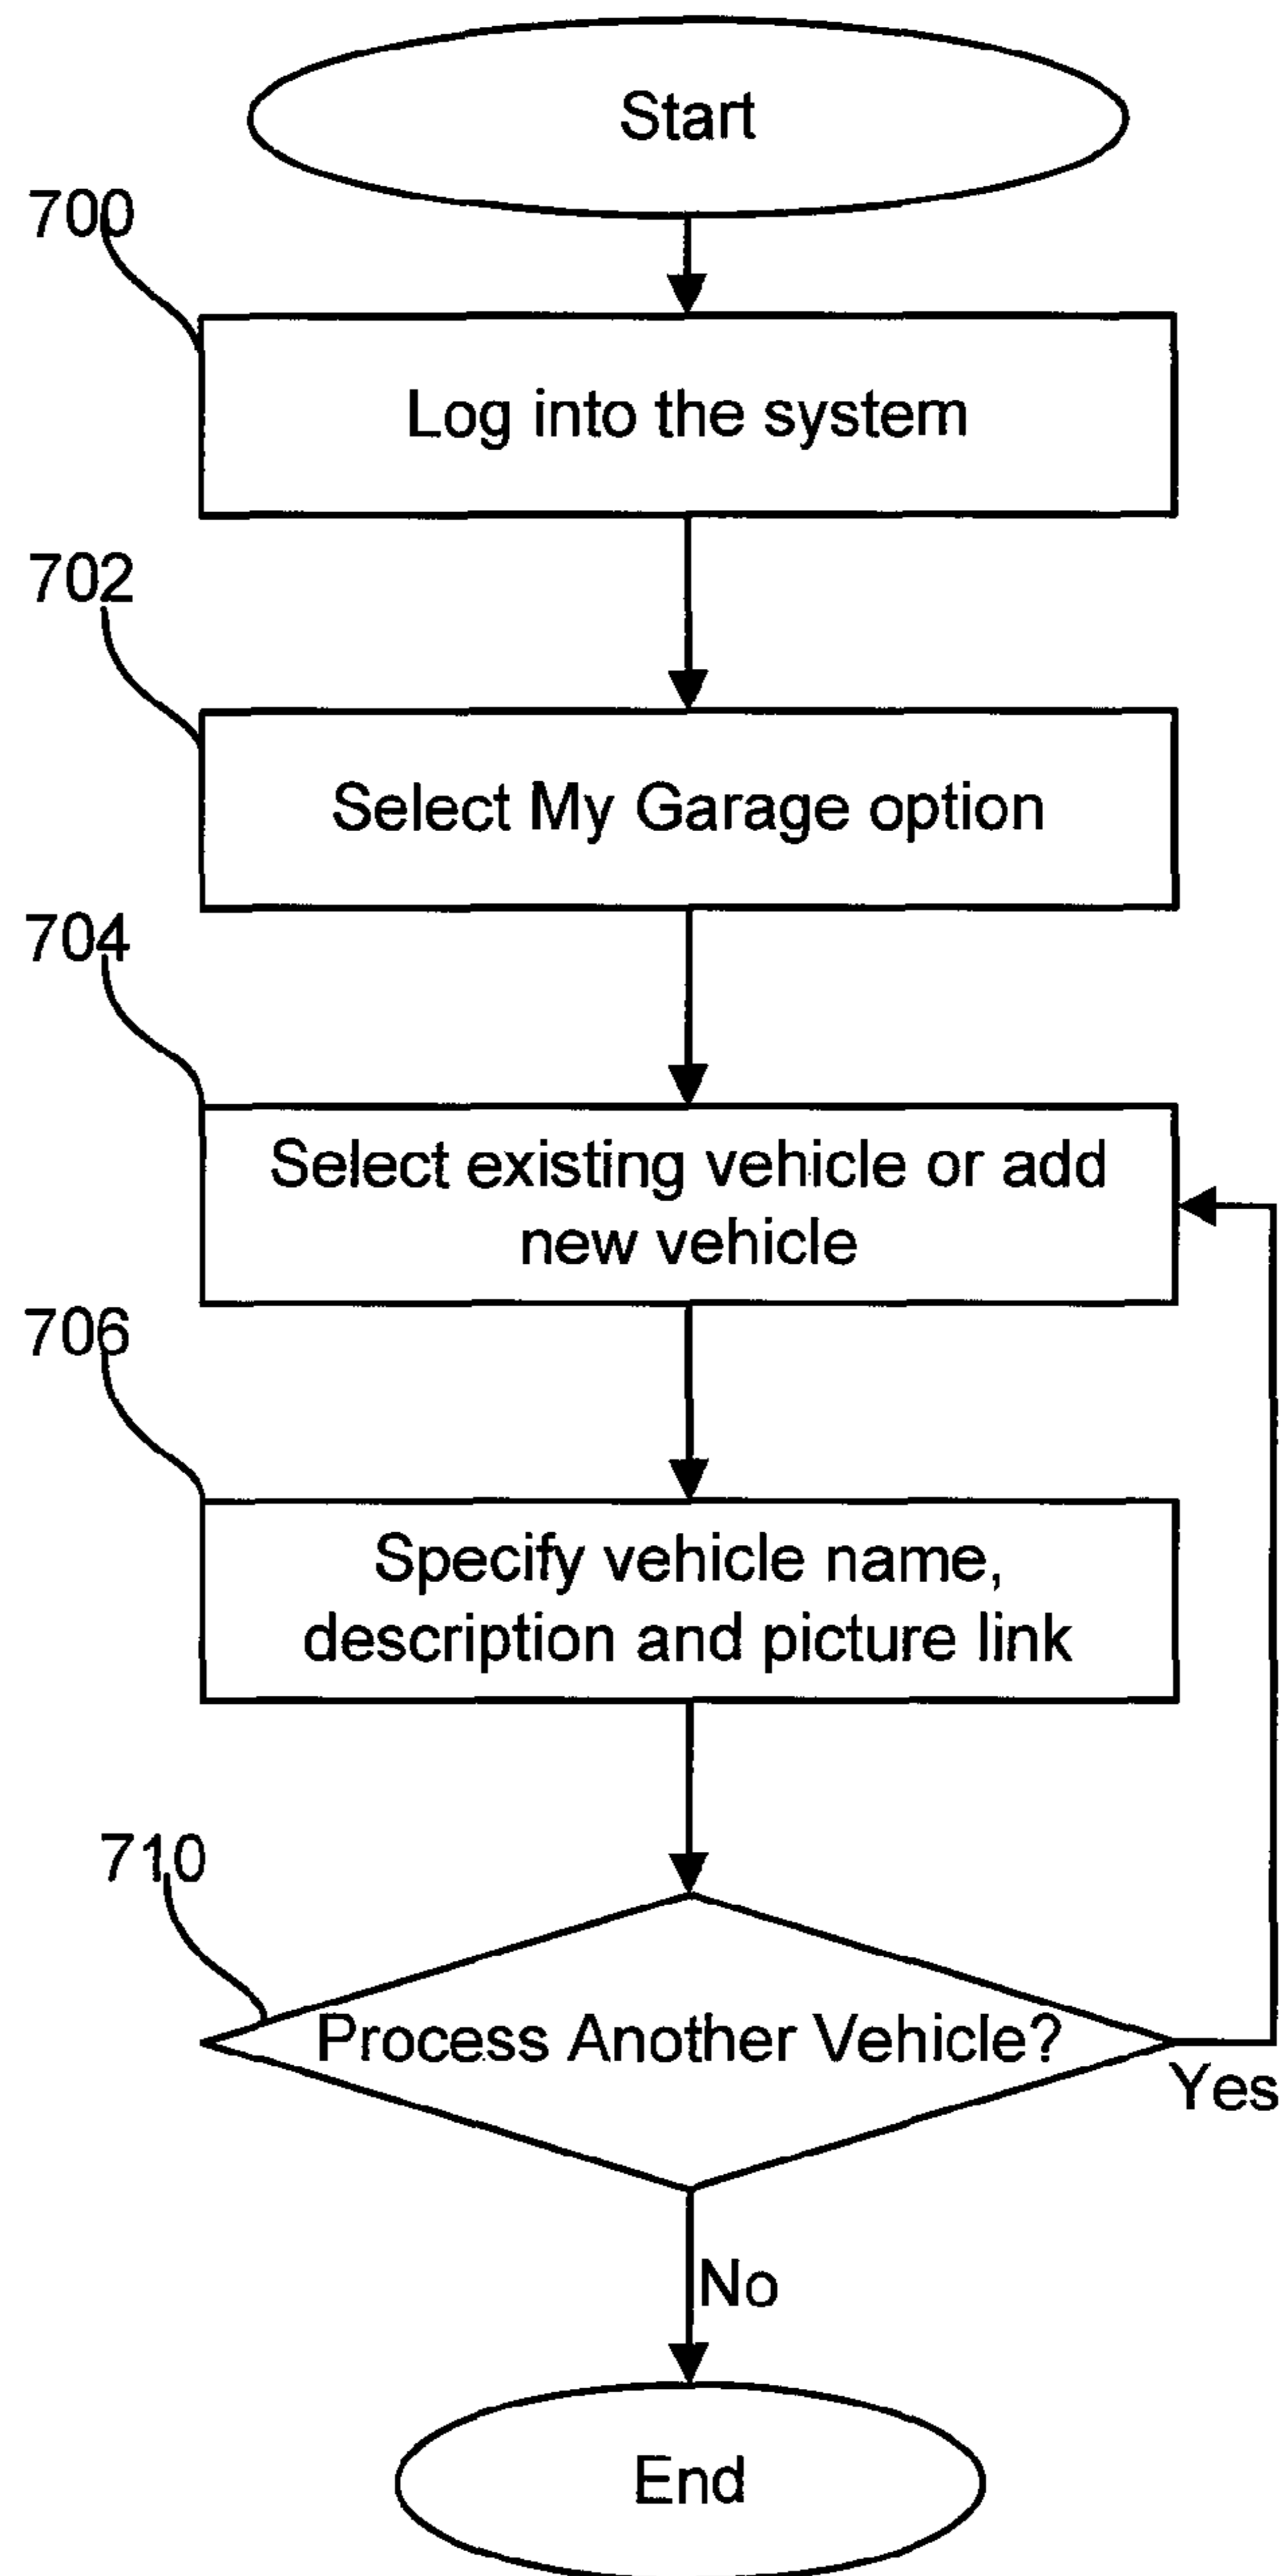 Start
700
Log into the system
702
Select My Garage option
704
Select existing vehicle or add
new vehicle
706
Specify vehicle name,
description and picture link
710
Process Another Vehicle?
Yes
No
End